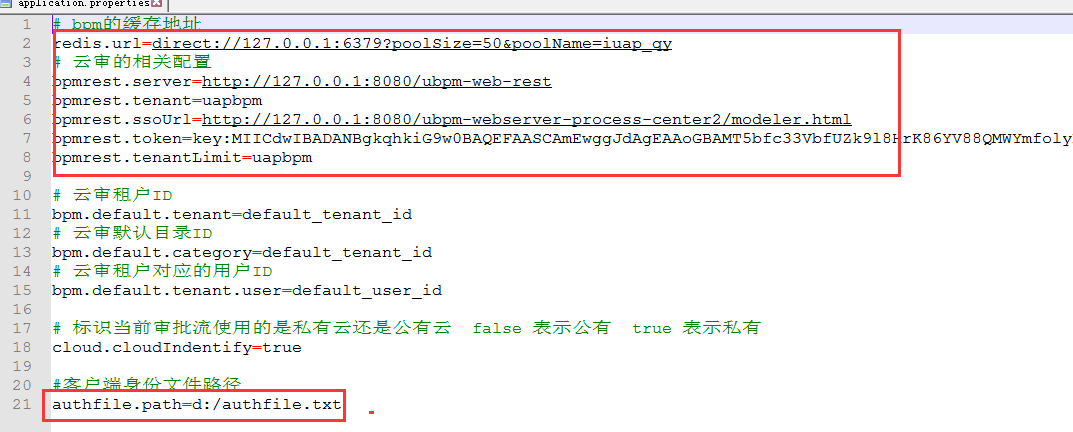 application.properties
1 # bpm的缓存地址
2 redis.url=direct://127.0.0.1:6379?poolSize=50&poolName=iuap_qy
3 # 云审的相关配置
4 bpmrest.server=http://127.0.0.1:8080/ubpm-web-rest
5 bpmrest.tenant=uapbpm
6 bpmrest.ssoUrl=http://127.0.0.1:8080/ubpm-webserver-process-center2/modeler.html
7 bpmrest.token=key:MIICdwIBADANBgkqhkiG9w0BAQEFAASCAmEwggJdAgEAAoGBAMT5bfc33VbfUZk9l8HrK86YV88QMWYmfoly
8 bpmrest.tenantLimit=uapbpm
9
10 # 云审租户ID
11 bpm.default.tenant=default_tenant_id
12 # 云审默认目录ID
13 bpm.default.category=default_tenant_id
14 # 云审租户对应的用户ID
15 bpm.default.tenant.user=default_user_id
16
17 # 标识当前审批流使用的是私有云还是公有云 false 表示公有 true 表示私有
18 cloud.cloudIndentify=true
19
20 #客户端身份文件路径
21 authfile.path=d:/authfile.txt